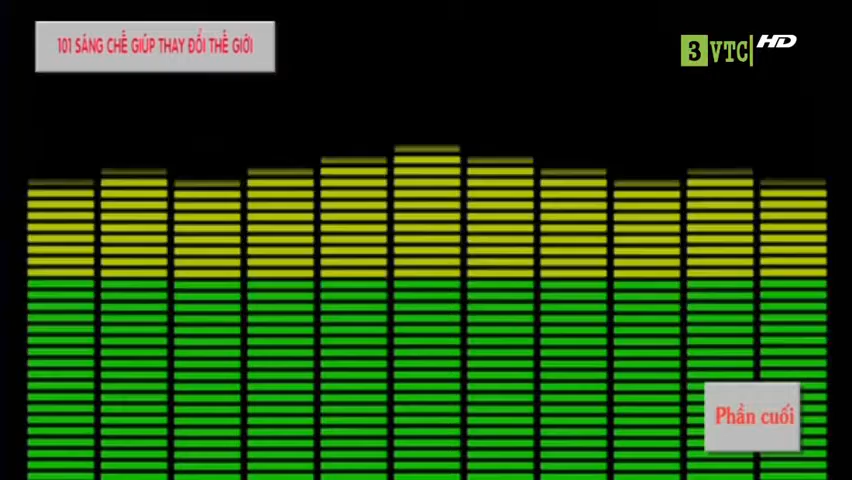 101 SÁNG CHẾ GIÚP THAY ĐỔI THẾ GIỚI
3 VTC HD
Phần cuối